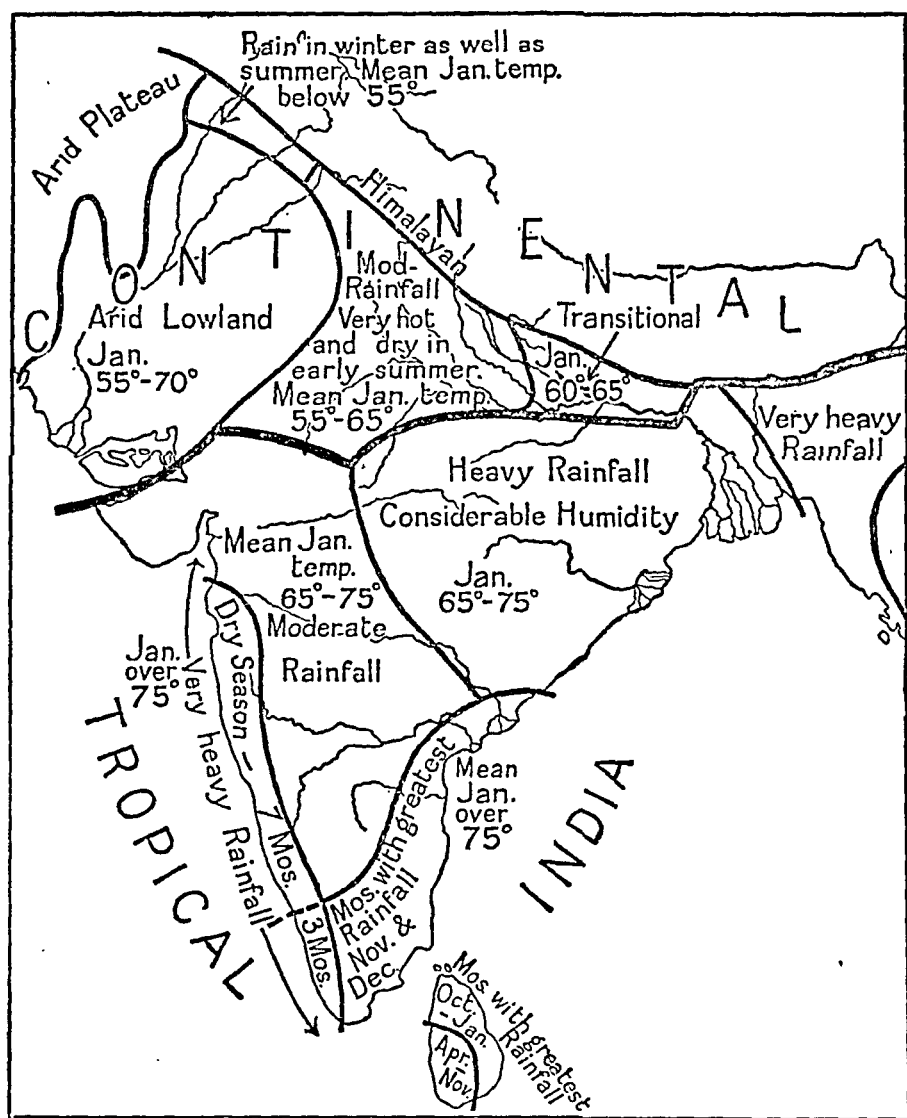 Rain in winter as well as
summer. Mean Jan. temp.
below 55°
Arid Plateau
Himalayan
CONTINENTAL
Arid Lowland
Jan.
55°-70°
Mod-
Rainfall
Very hot
and dry in
early summer.
Mean Jan. temp.
55°-65°
Transitional
Jan.
60°-65°
Very heavy
Rainfall
Heavy Rainfall
Considerable Humidity
Jan.
65°-75°
Mean Jan.
temp.
65°-75°
Moderate
Rainfall
Jan.
over
75°
Very heavy Rainfall
Dry Season - 7 Mos.
3 Mos.
Mos. with greatest
Rainfall
Nov. &
Dec.
Mean
Jan.
over
75°
TROPICAL
INDIA
Mos. with greatest
Rainfall
Oct.
- Jan.
Apr.
-
Nov.